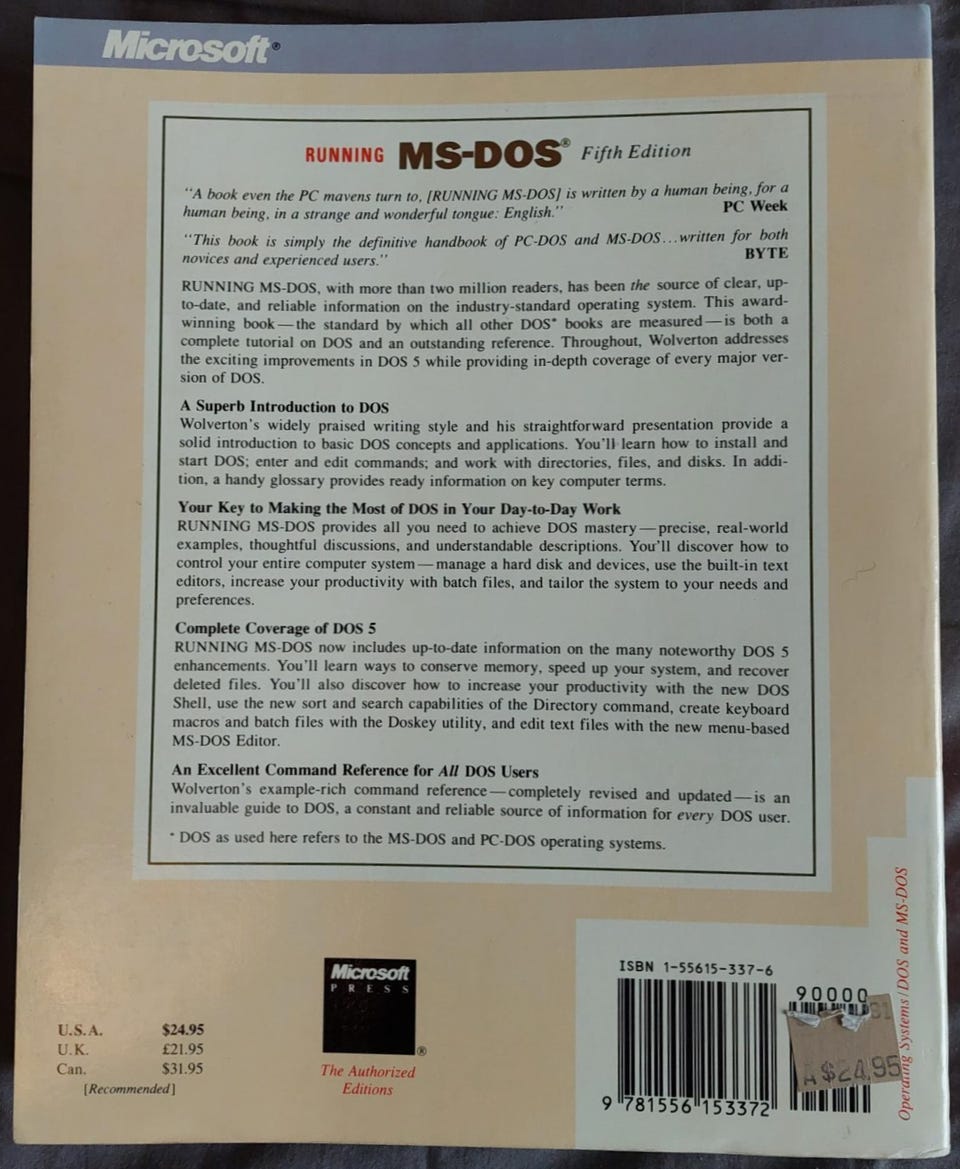 Microsoft®
RUNNING MS-DOS® Fifth Edition
"A book even the PC mavens turn to, [RUNNING MS-DOS] is written by a human being, for a
human being, in a strange and wonderful tongue: English." PC Week
"This book is simply the definitive handbook of PC-DOS and MS-DOS...written for both
novices and experienced users." BYTE
RUNNING MS-DOS, with more than two million readers, has been the source of clear, up-
to-date, and reliable information on the industry-standard operating system. This award-
winning book—the standard by which all other DOS* books are measured—is both a
complete tutorial on DOS and an outstanding reference. Throughout, Wolverton addresses
the exciting improvements in DOS 5 while providing in-depth coverage of every major ver-
sion of DOS.
A Superb Introduction to DOS
Wolverton's widely praised writing style and his straightforward presentation provide a
solid introduction to basic DOS concepts and applications. You'll learn how to install and
start DOS; enter and edit commands; and work with directories, files, and disks. In addi-
tion, a handy glossary provides ready information on key computer terms.
Your Key to Making the Most of DOS in Your Day-to-Day Work
RUNNING MS-DOS provides all you need to achieve DOS mastery—precise, real-world
examples, thoughtful discussions, and understandable descriptions. You'll discover how to
control your entire computer system—manage a hard disk and devices, use the built-in text
editors, increase your productivity with batch files, and tailor the system to your needs and
preferences.
Complete Coverage of DOS 5
RUNNING MS-DOS now includes up-to-date information on the many noteworthy DOS 5
enhancements. You'll learn ways to conserve memory, speed up your system, and recover
deleted files. You'll also discover how to increase your productivity with the new DOS
Shell, use the new sort and search capabilities of the Directory command, create keyboard
macros and batch files with the Doskey utility, and edit text files with the new menu-based
MS-DOS Editor.
An Excellent Command Reference for All DOS Users
Wolverton's example-rich command reference—completely revised and updated—is an
invaluable guide to DOS, a constant and reliable source of information for every DOS user.
* DOS as used here refers to the MS-DOS and PC-DOS operating systems.
U.S.A. $24.95
U.K. £21.95
Can. $31.95
[Recommended]
Microsoft
PRESS
®
The Authorized
Editions
ISBN 1-55615-337-6
90000
$24.95
9 781556 153372
Operating Systems/DOS and MS-DOS